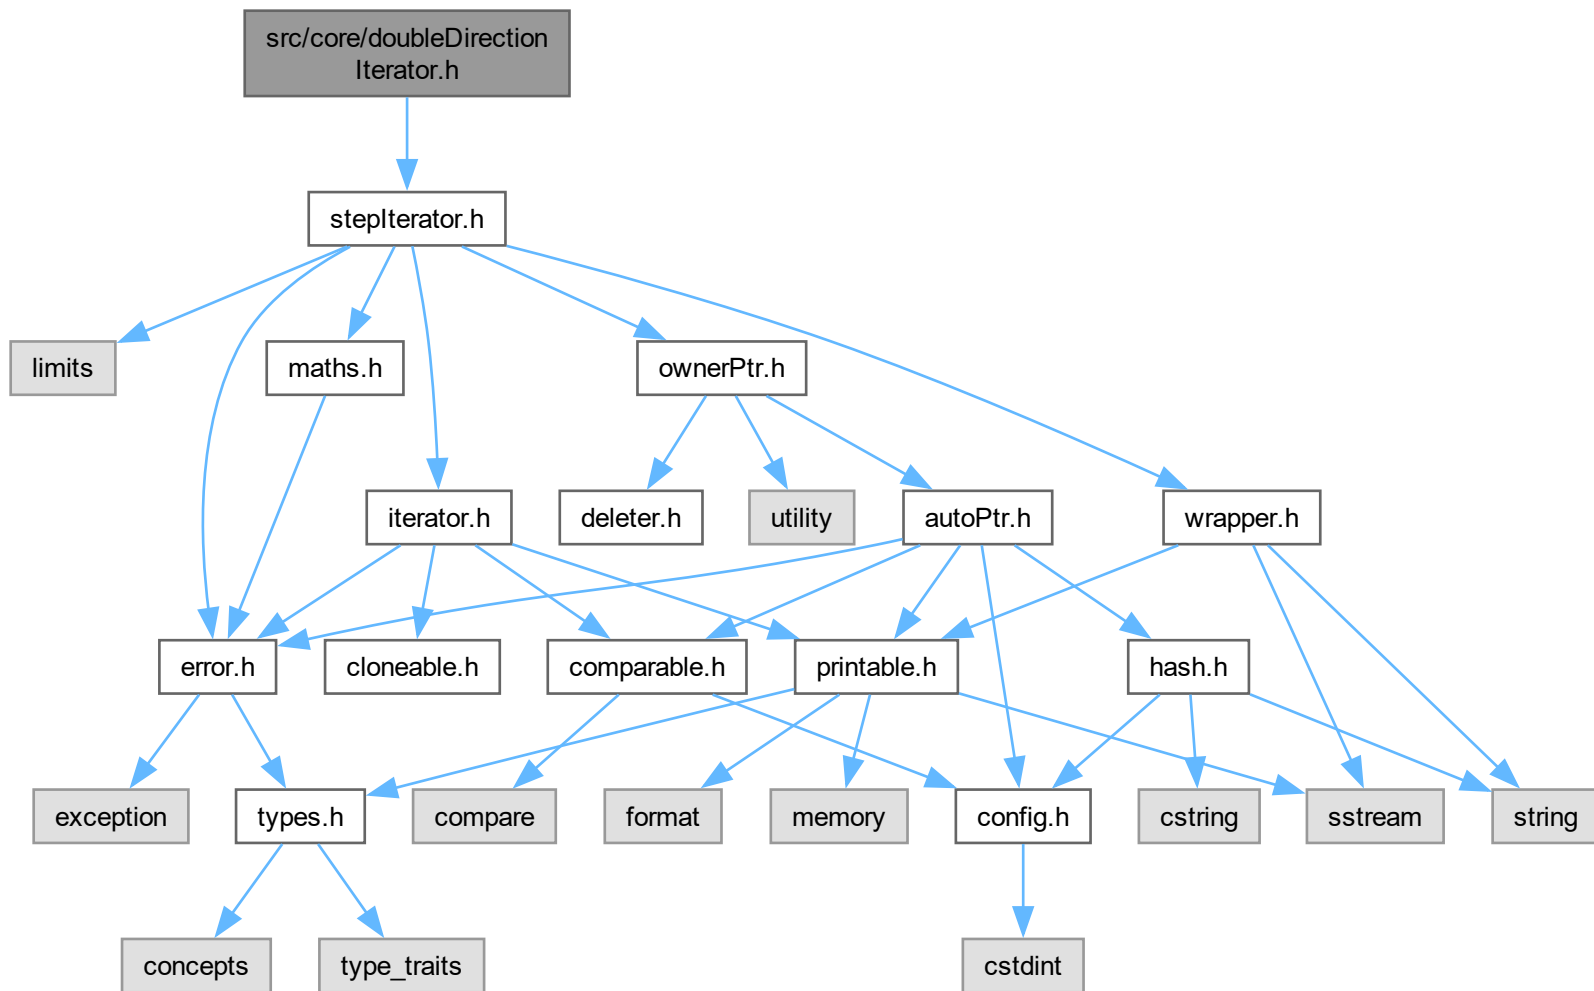 src/core/doubleDirection
Iterator.h
stepIterator.h
limits
maths.h
ownerPtr.h
iterator.h
deleter.h
utility
autoPtr.h
wrapper.h
error.h
cloneable.h
comparable.h
printable.h
hash.h
exception
types.h
compare
format
memory
config.h
cstring
sstream
string
concepts
type_traits
cstdint